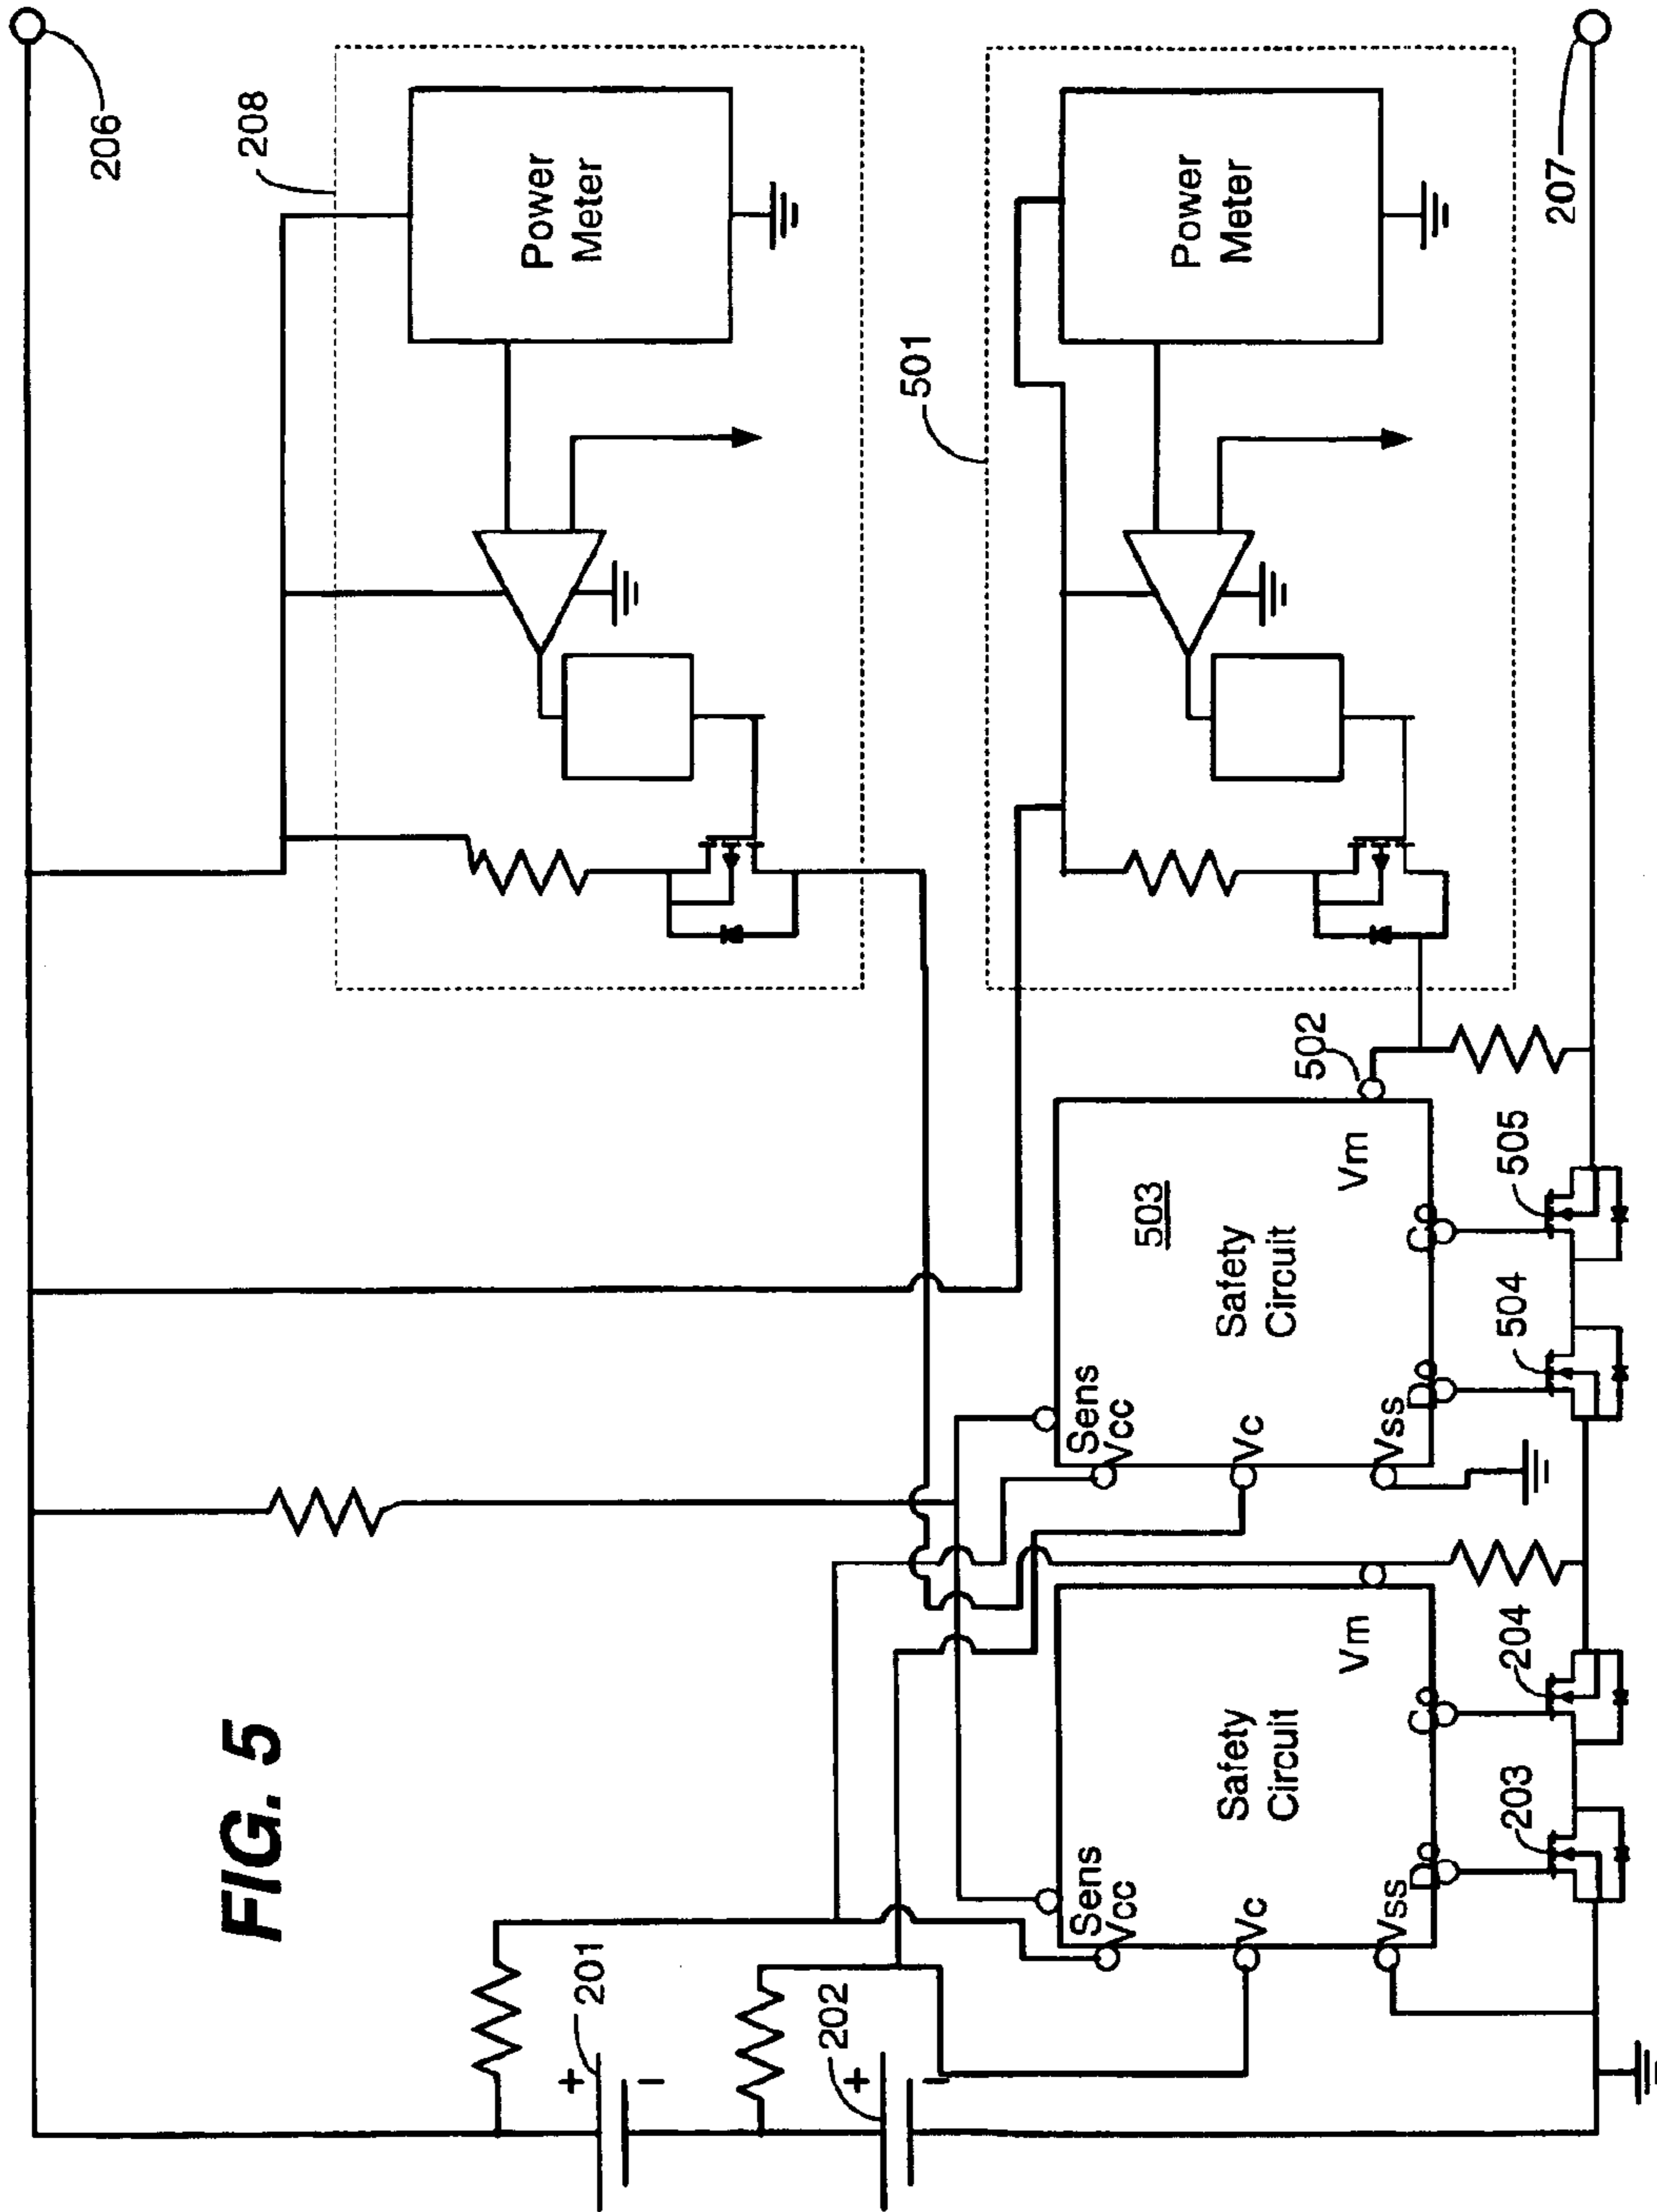 FIG. 5
206
208
Power
Meter
501
Power
Meter
207
201
+
-
202
+
-
Sens
Vcc
Vc
Vss
D
C
Vm
Safety
Circuit
203
204
Sens
Vcc
Vc
Vss
D
C
Vm
503
Safety
Circuit
502
504
505